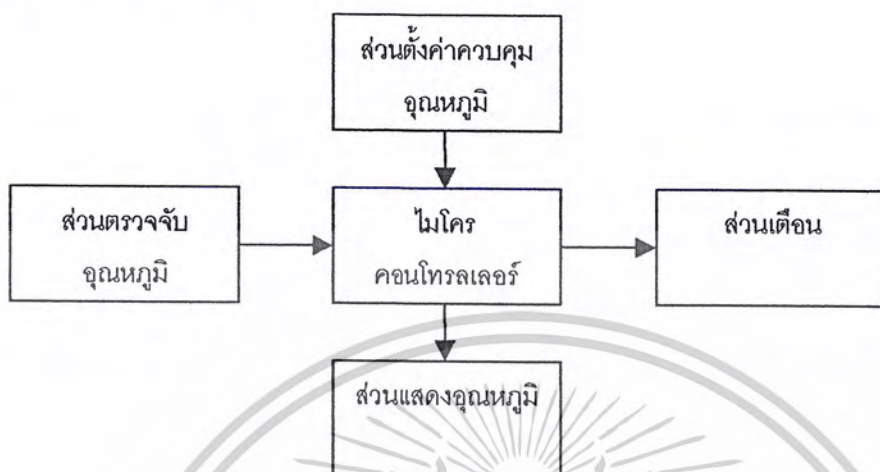 ส่วนตั้งค่าควบคุม
อุณหภูมิ
ส่วนตรวจจับ
อุณหภูมิ
ไมโคร
คอนโทรลเลอร์
ส่วนเตือน
ส่วนแสดงอุณหภูมิ